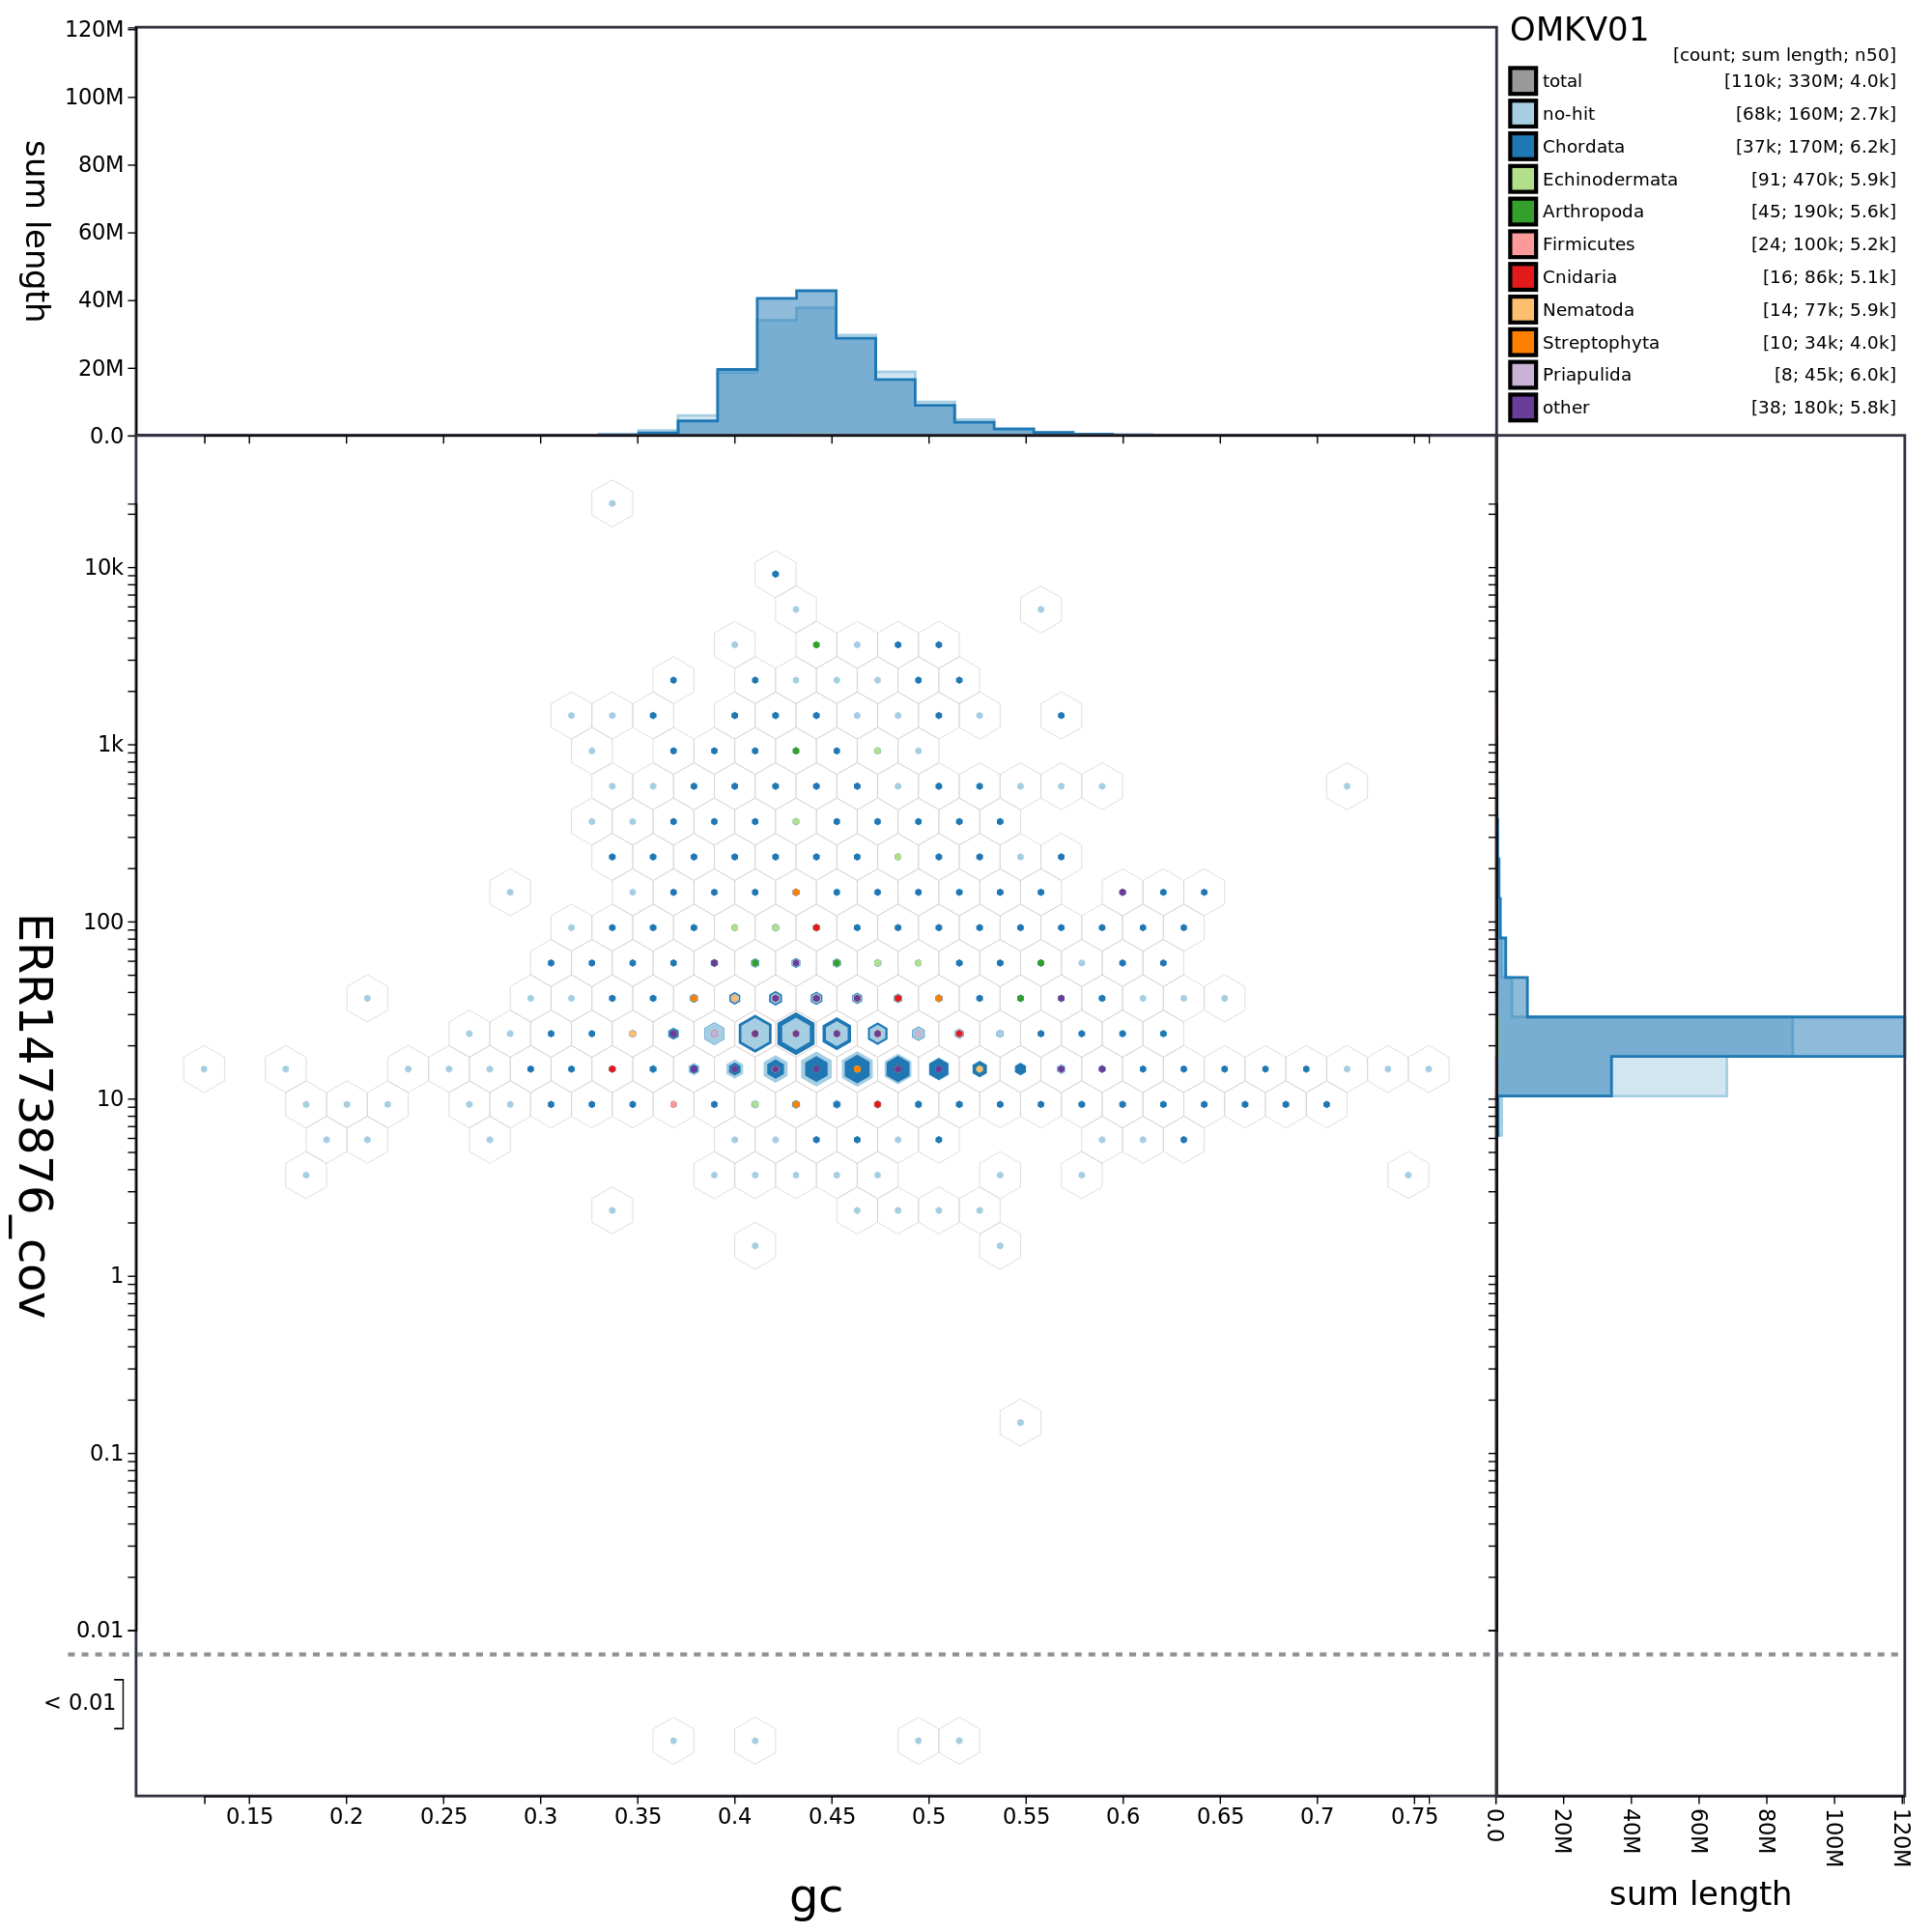 OMKV01
[count; sum length; n50]
total [110k; 330M; 4.0k]
no-hit [68k; 160M; 2.7k]
Chordata [37k; 170M; 6.2k]
Echinodermata [91; 470k; 5.9k]
Arthropoda [45; 190k; 5.6k]
Firmicutes [24; 100k; 5.2k]
Cnidaria [16; 86k; 5.1k]
Nematoda [14; 77k; 5.9k]
Streptophyta [10; 34k; 4.0k]
Priapulida [8; 45k; 6.0k]
other [38; 180k; 5.8k]
sum length
120M
100M
80M
60M
40M
20M
0.0
ERR1473876_cov
10k
1k
100
10
1
0.1
0.01
< 0.01
0.15 0.2 0.25 0.3 0.35 0.4 0.45 0.5 0.55 0.6 0.65 0.7 0.75
gc
0.0 20M 40M 60M 80M 100M 120M
sum length